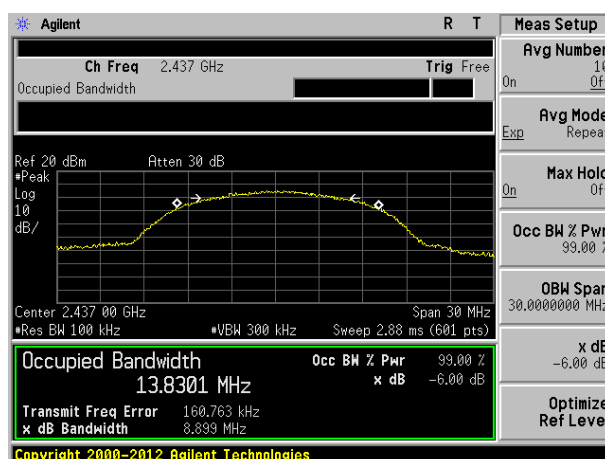 Agilent R T
Meas Setup
Ch Freq 2.437 GHz Trig Free
Occupied Bandwidth
Avg Number
10
On Off
Avg Mode
Exp Repeat
Ref 20 dBm Atten 30 dB
#Peak
Log
10
dB/
Max Hold
On Off
Occ BW % Pwr
99.00 %
OBW Span
30.0000000 MHz
Center 2.437 00 GHz Span 30 MHz
#Res BW 100 kHz #VBW 300 kHz Sweep 2.88 ms (601 pts)
Occupied Bandwidth Occ BW % Pwr 99.00 %
13.8301 MHz x dB -6.00 dB
Transmit Freq Error 160.763 kHz
x dB Bandwidth 8.899 MHz
x dB
-6.00 dB
Optimize
Ref Level
Copyright 2000-2012 Agilent Technologies